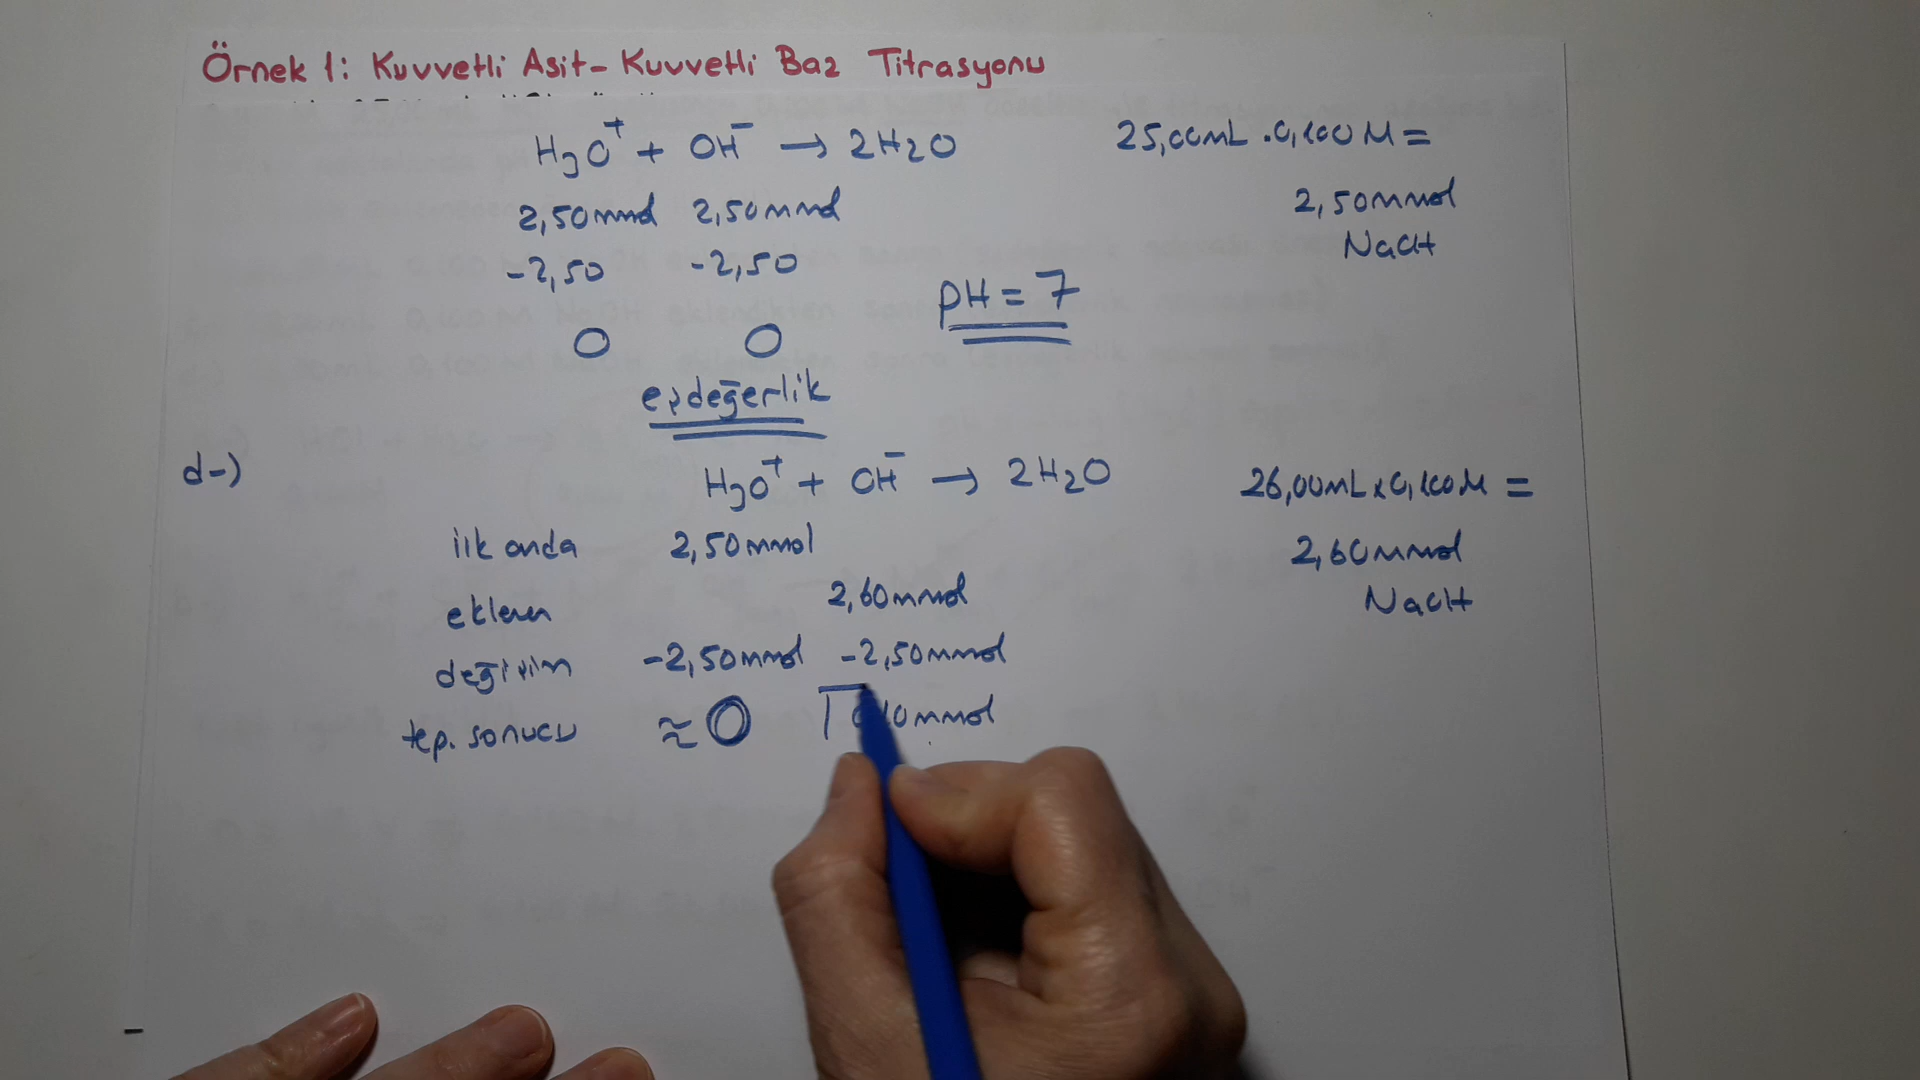 Örnek 1: Kuvvetli Asit-Kuvvetli Baz Titrasyonu
H3O+ + OH- → 2H2O
25,00mL . 0,100 M =
2,50mmol 2,50mmol
2,50mmol
NaOH
-2,50 -2,50
pH = 7
0 0
eşdeğerlik
d-)
H3O+ + OH- → 2H2O
26,00mL x 0,100M =
ilk anda 2,50mmol
2,60mmol
NaOH
eklenen 2,60mmol
değişim -2,50mmol -2,50mmol
tep. sonucu ≈ 0 mmol